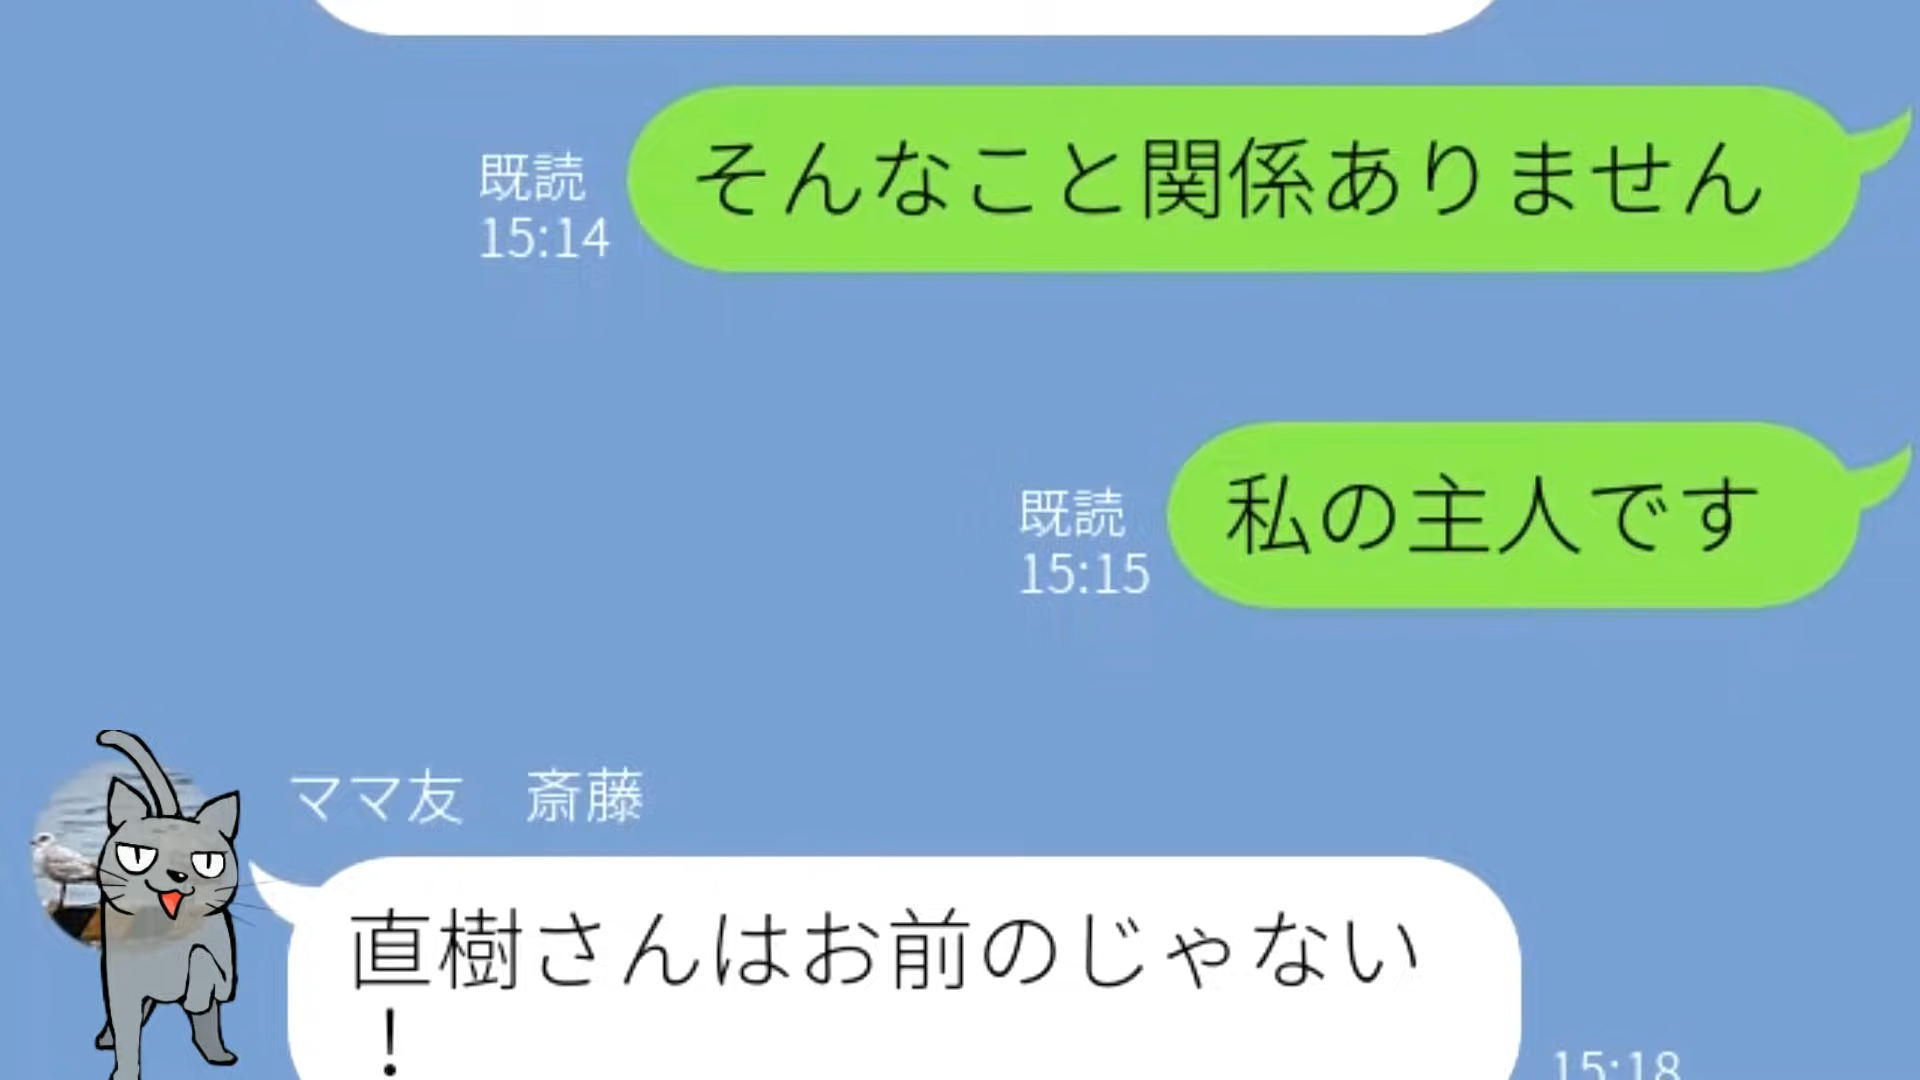 そんなこと関係ありません
既読
15:14
私の主人です
既読
15:15
ママ友　斎藤
直樹さんはお前のじゃない
！
15:18